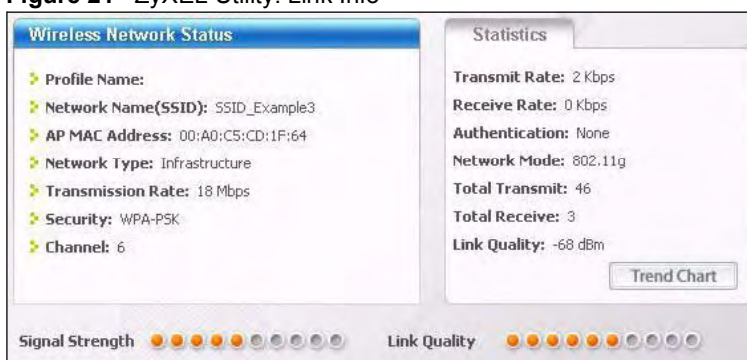 Wireless Network Status
Profile Name:
Network Name(SSID): SSID_Example3
AP MAC Address: 00:A0:C5:CD:1F:64
Network Type: Infrastructure
Transmission Rate: 18 Mbps
Security: WPA-PSK
Channel: 6
Statistics
Transmit Rate: 2 Kbps
Receive Rate: 0 Kbps
Authentication: None
Network Mode: 802.11g
Total Transmit: 46
Total Receive: 3
Link Quality: -68 dBm
Trend Chart
Signal Strength
Link Quality